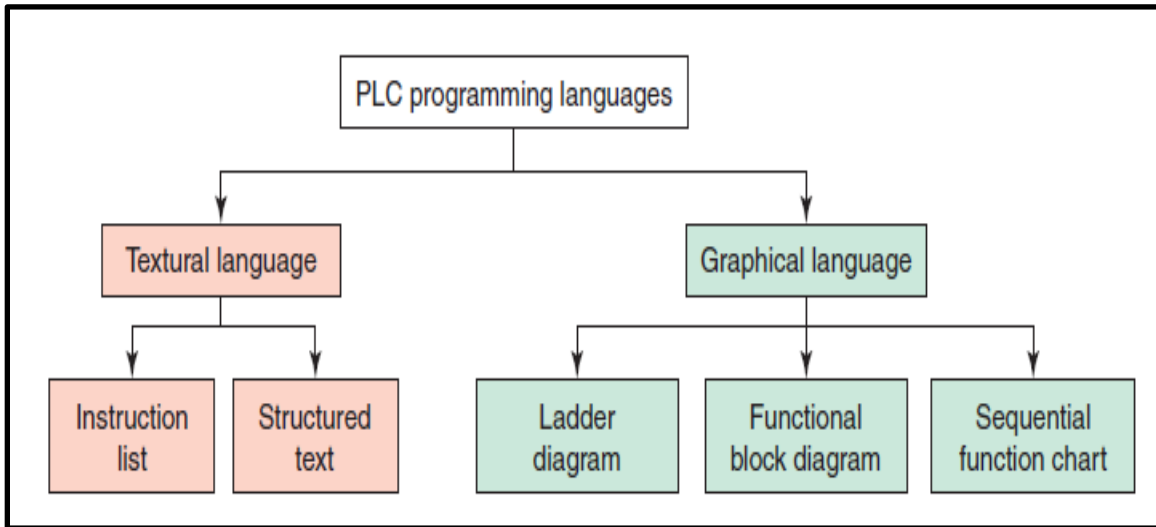 PLC programming languages
Textural language
Graphical language
Instruction
list
Structured
text
Ladder
diagram
Functional
block diagram
Sequential
function chart